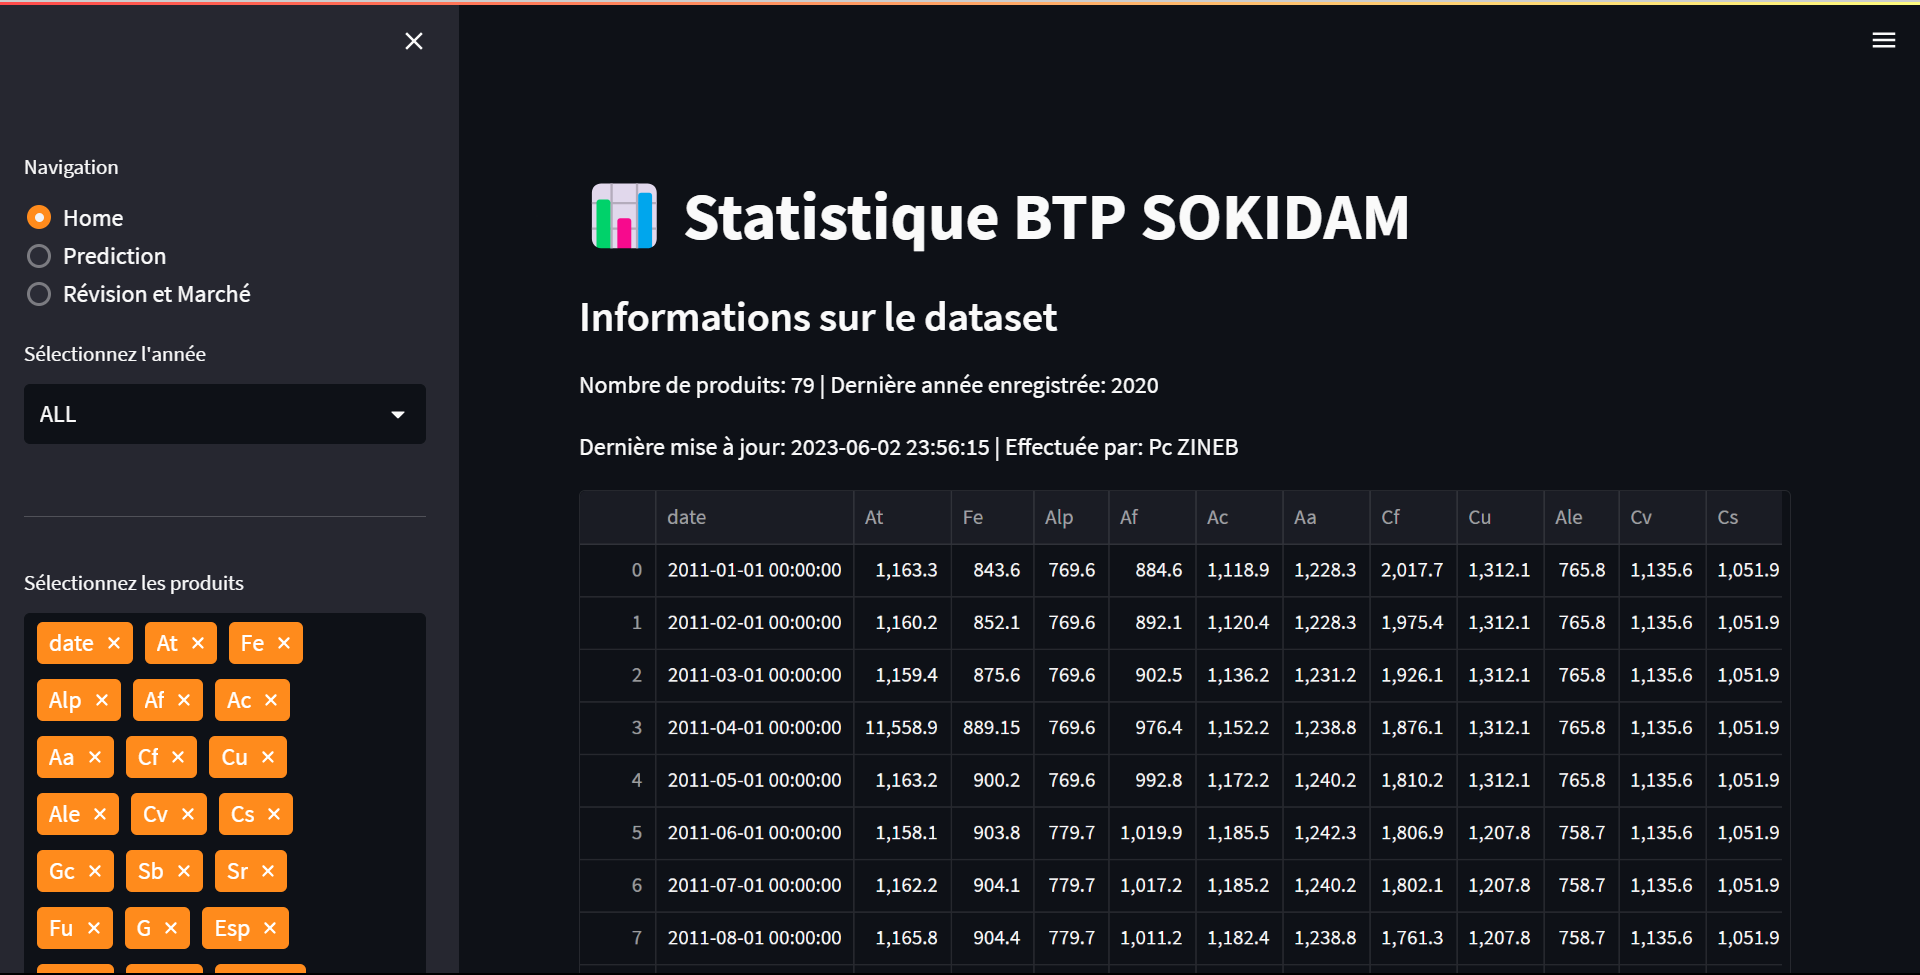 Navigation
Home
Prediction
Révision et Marché
Sélectionnez l'année
ALL
Sélectionnez les produits
date × At × Fe ×
Alp × Af × Ac ×
Aa × Cf × Cu ×
Ale × Cv × Cs ×
Gc × Sb × Sr ×
Fu × G × Esp ×
Statistique BTP SOKIDAM
Informations sur le dataset
Nombre de produits: 79 | Dernière année enregistrée: 2020
Dernière mise à jour: 2023-06-02 23:56:15 | Effectuée par: Pc ZINEB
date At Fe Alp Af Ac Aa Cf Cu Ale Cv Cs
0 2011-01-01 00:00:00 1,163.3 843.6 769.6 884.6 1,118.9 1,228.3 2,017.7 1,312.1 765.8 1,135.6 1,051.9
1 2011-02-01 00:00:00 1,160.2 852.1 769.6 892.1 1,120.4 1,228.3 1,975.4 1,312.1 765.8 1,135.6 1,051.9
2 2011-03-01 00:00:00 1,159.4 875.6 769.6 902.5 1,136.2 1,231.2 1,926.1 1,312.1 765.8 1,135.6 1,051.9
3 2011-04-01 00:00:00 11,558.9 889.15 769.6 976.4 1,152.2 1,238.8 1,876.1 1,312.1 765.8 1,135.6 1,051.9
4 2011-05-01 00:00:00 1,163.2 900.2 769.6 992.8 1,172.2 1,240.2 1,810.2 1,312.1 765.8 1,135.6 1,051.9
5 2011-06-01 00:00:00 1,158.1 903.8 779.7 1,019.9 1,185.5 1,242.3 1,806.9 1,207.8 758.7 1,135.6 1,051.9
6 2011-07-01 00:00:00 1,162.2 904.1 779.7 1,017.2 1,185.2 1,240.2 1,802.1 1,207.8 758.7 1,135.6 1,051.9
7 2011-08-01 00:00:00 1,165.8 904.4 779.7 1,011.2 1,182.4 1,238.8 1,761.3 1,207.8 758.7 1,135.6 1,051.9